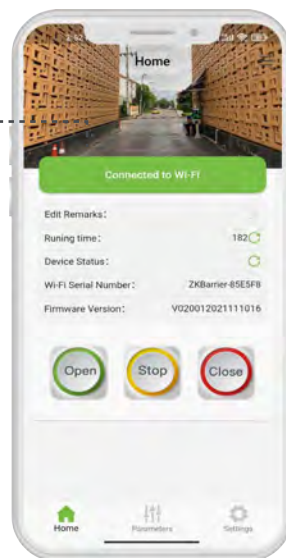 Home
Connected to Wi-Fi
Edit Remarks:
Runing time: 182
Device Status:
Wi-Fi Serial Number: ZKBarrier-85E5F8
Firmware Version: V020012021111016
Open Stop Close
Home Parameters Settings